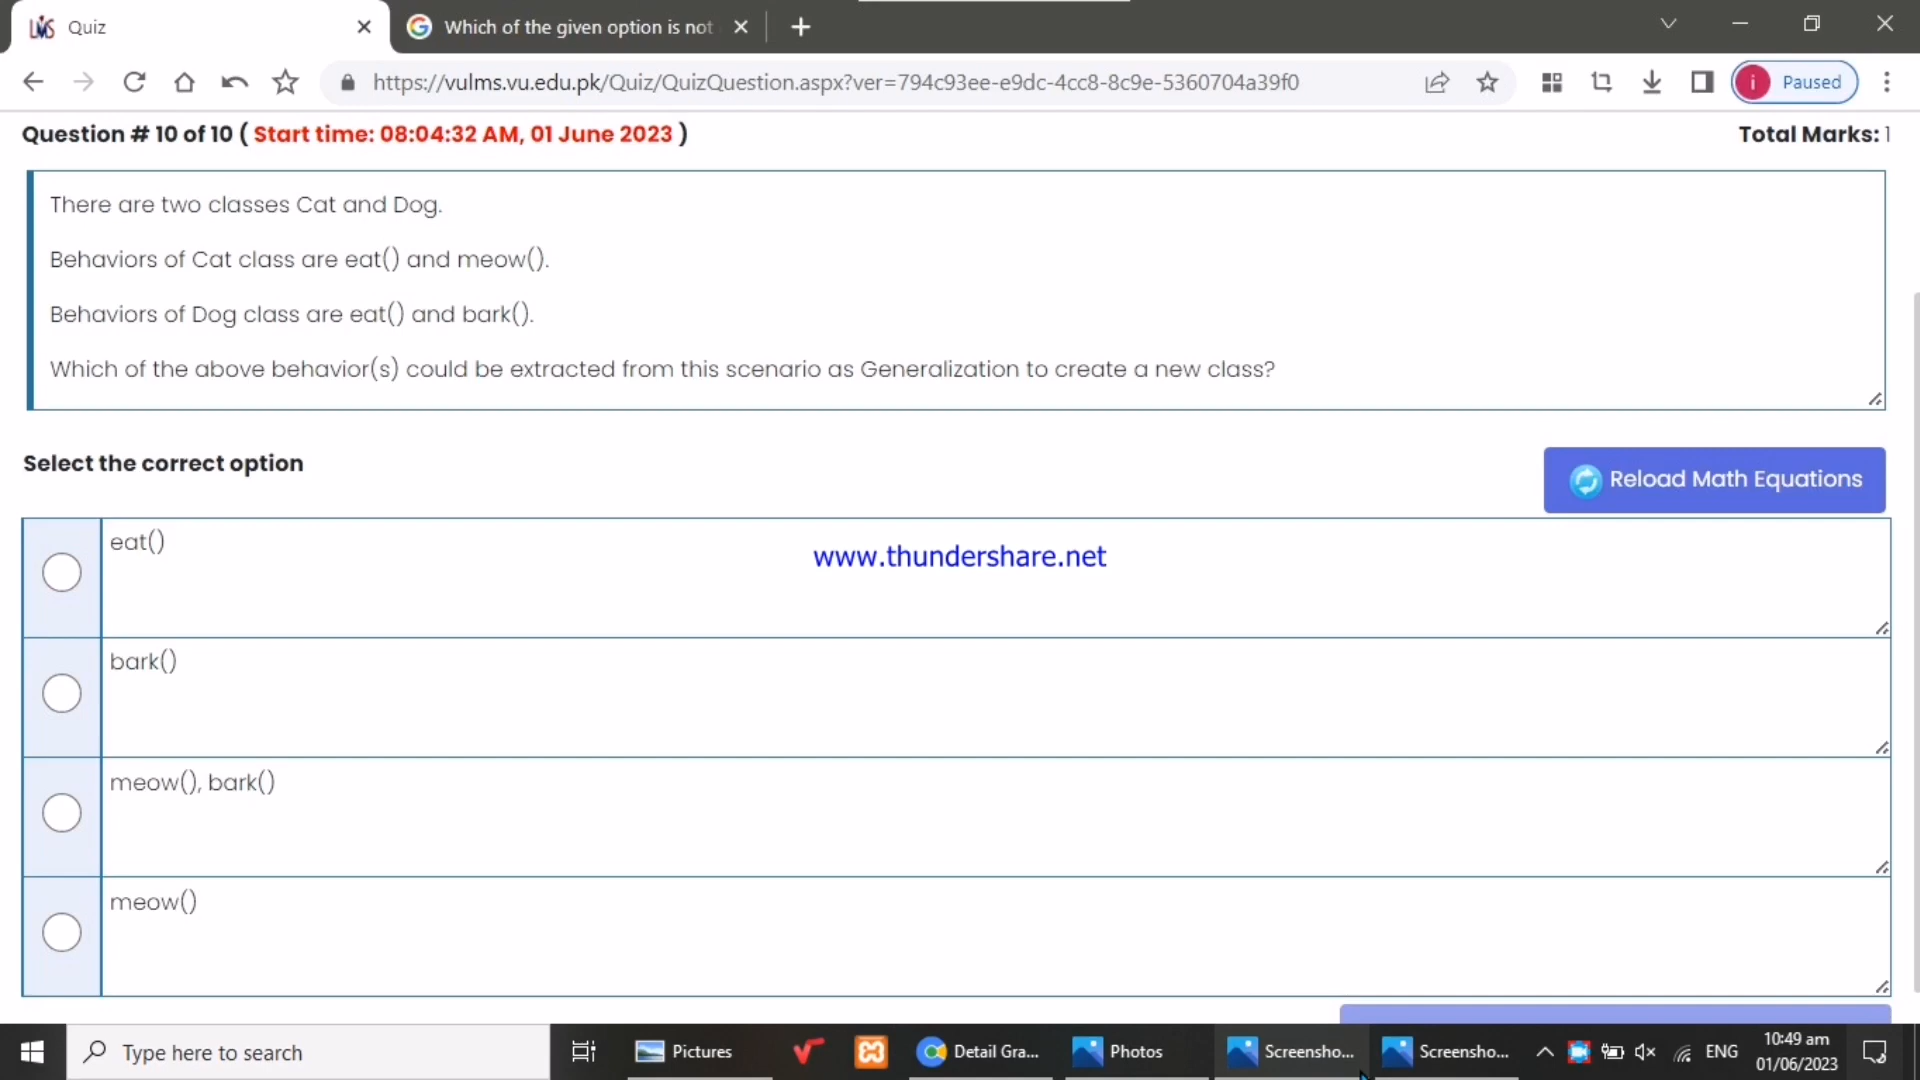 LMS Quiz
Which of the given option is not
https://vulms.vu.edu.pk/Quiz/QuizQuestion.aspx?ver=794c93ee-e9dc-4cc8-8c9e-5360704a39f0
i Paused
Question # 10 of 10 ( Start time: 08:04:32 AM, 01 June 2023 )
Total Marks: 1
There are two classes Cat and Dog.
Behaviors of Cat class are eat() and meow().
Behaviors of Dog class are eat() and bark().
Which of the above behavior(s) could be extracted from this scenario as Generalization to create a new class?
Select the correct option
Reload Math Equations
eat()
www.thundershare.net
bark()
meow(), bark()
meow()
Type here to search
Pictures
Detail Gra...
Photos
Screensho...
Screensho...
ENG
10:49 am
01/06/2023